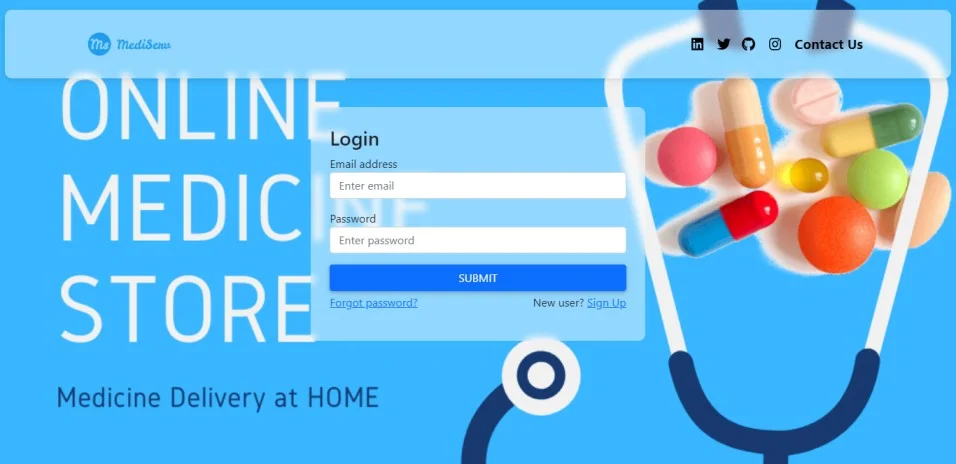 Ms MediServ
Contact Us
ONLINE
MEDICINE
STORE
Medicine Delivery at HOME
Login
Email address
Enter email
Password
Enter password
SUBMIT
Forgot password?
New user? Sign Up